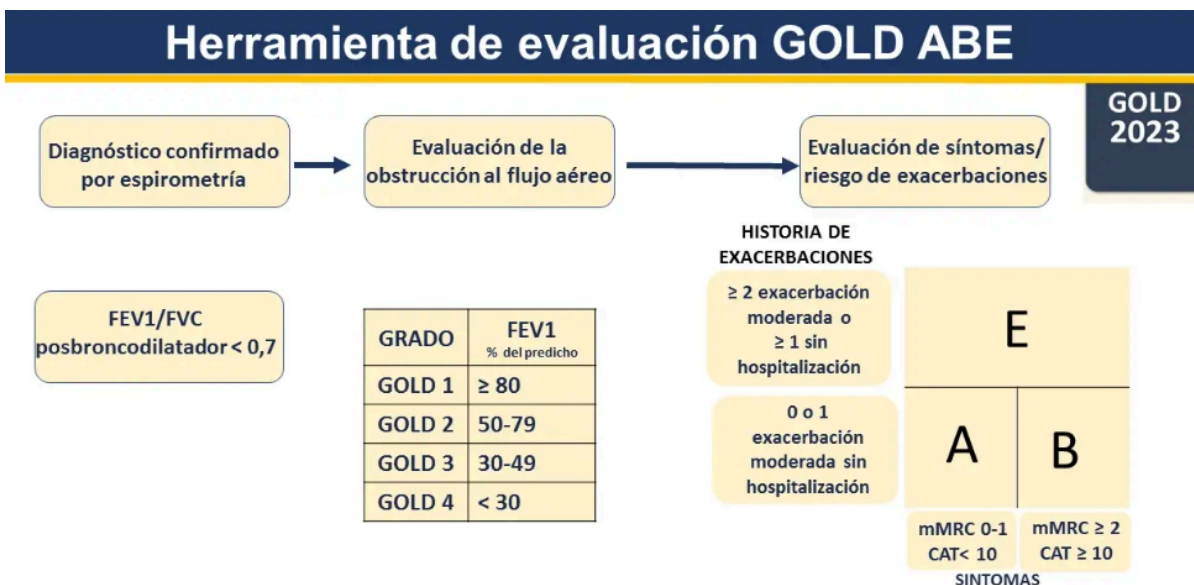 Herramienta de evaluación GOLD ABE
GOLD
2023
Diagnóstico confirmado
por espirometría
Evaluación de la
obstrucción al flujo aéreo
Evaluación de síntomas/
riesgo de exacerbaciones
FEV1/FVC
posbroncodilatador < 0,7
GRADO FEV1
% del predicho
GOLD 1 ≥ 80
GOLD 2 50-79
GOLD 3 30-49
GOLD 4 < 30
HISTORIA DE
EXACERBACIONES
≥ 2 exacerbación
moderada o
≥ 1 sin
hospitalización
E
0 o 1
exacerbación
moderada sin
hospitalización
A B
mMRC 0-1
CAT< 10
mMRC ≥ 2
CAT ≥ 10
SINTOMAS